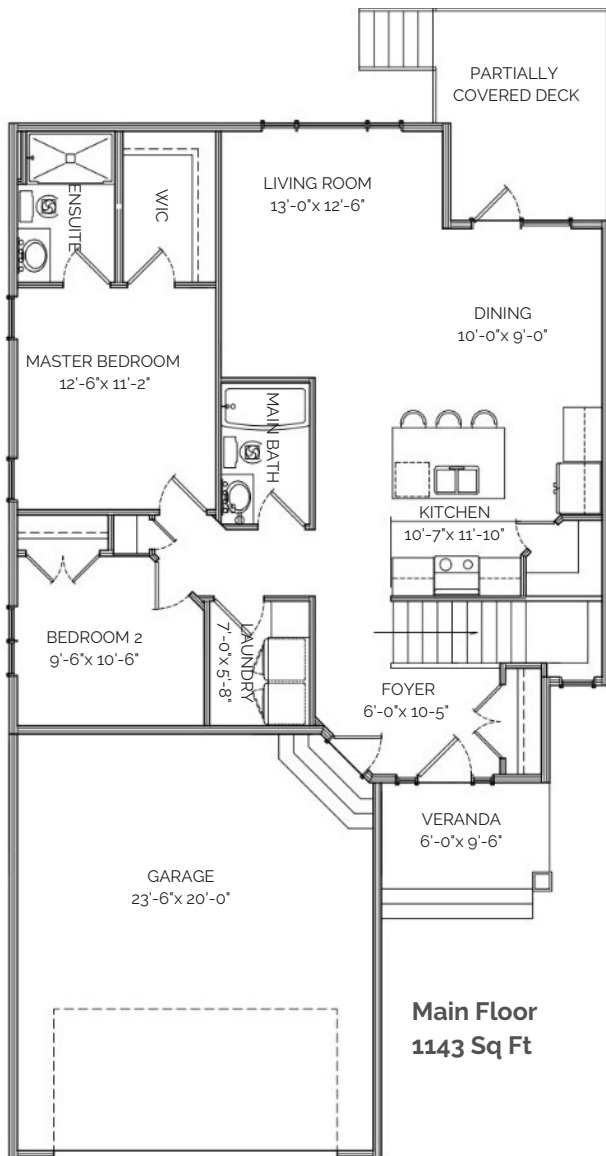 PARTIALLY
COVERED DECK
LIVING ROOM
13'-0"x 12'-6"
ENSUITE
WIC
DINING
10'-0"x 9'-0"
MASTER BEDROOM
12'-6"x 11'-2"
MAIN BATH
KITCHEN
10'-7"x 11'-10"
BEDROOM 2
9'-6"x 10'-6"
LAUNDRY
7'-0"x 5'-8"
FOYER
6'-0"x 10-5"
VERANDA
6'-0"x 9'-6"
GARAGE
23'-6"x 20'-0"
Main Floor
1143 Sq Ft